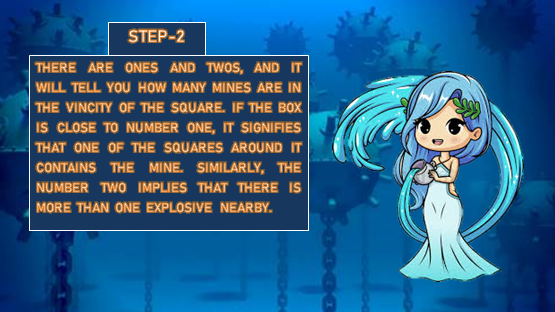 STEP-2
THERE ARE ONES AND TWOS, AND IT
WILL TELL YOU HOW MANY MINES ARE IN
THE VINCITY OF THE SQUARE. IF THE BOX
IS CLOSE TO NUMBER ONE, IT SIGNIFIES
THAT ONE OF THE SQUARES AROUND IT
CONTAINS THE MINE. SIMILARLY, THE
NUMBER TWO IMPLIES THAT THERE IS
MORE THAN ONE EXPLOSIVE NEARBY.